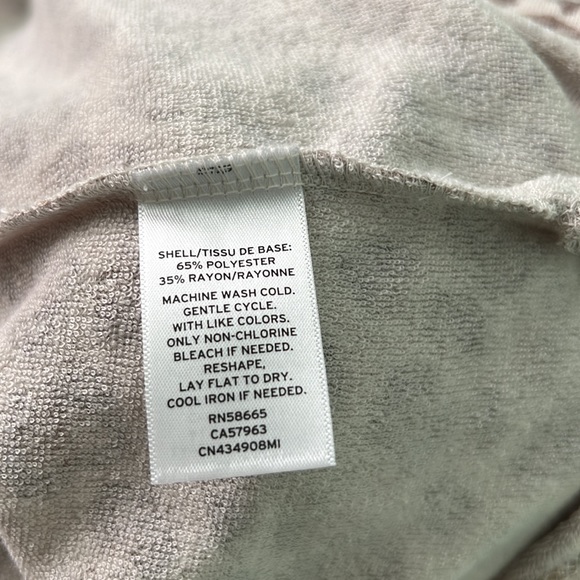 SHELL/TISSU DE BASE:
65% POLYESTER
35% RAYON/RAYONNE
MACHINE WASH COLD.
GENTLE CYCLE.
WITH LIKE COLORS.
ONLY NON-CHLORINE
BLEACH IF NEEDED.
RESHAPE,
LAY FLAT TO DRY.
COOL IRON IF NEEDED.
RN58665
CA57963
CN434908MI